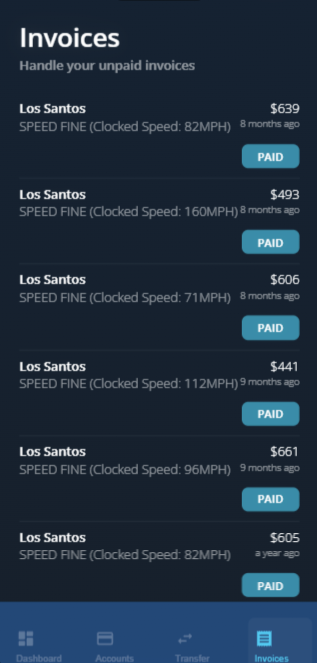 Invoices
Handle your unpaid invoices
Los Santos $639
SPEED FINE (Clocked Speed: 82MPH) 8 months ago
PAID
Los Santos $493
SPEED FINE (Clocked Speed: 160MPH) 8 months ago
PAID
Los Santos $606
SPEED FINE (Clocked Speed: 71MPH) 8 months ago
PAID
Los Santos $441
SPEED FINE (Clocked Speed: 112MPH) 9 months ago
PAID
Los Santos $661
SPEED FINE (Clocked Speed: 96MPH) 9 months ago
PAID
Los Santos $605
SPEED FINE (Clocked Speed: 82MPH) a year ago
PAID
Dashboard Accounts Transfer Invoices